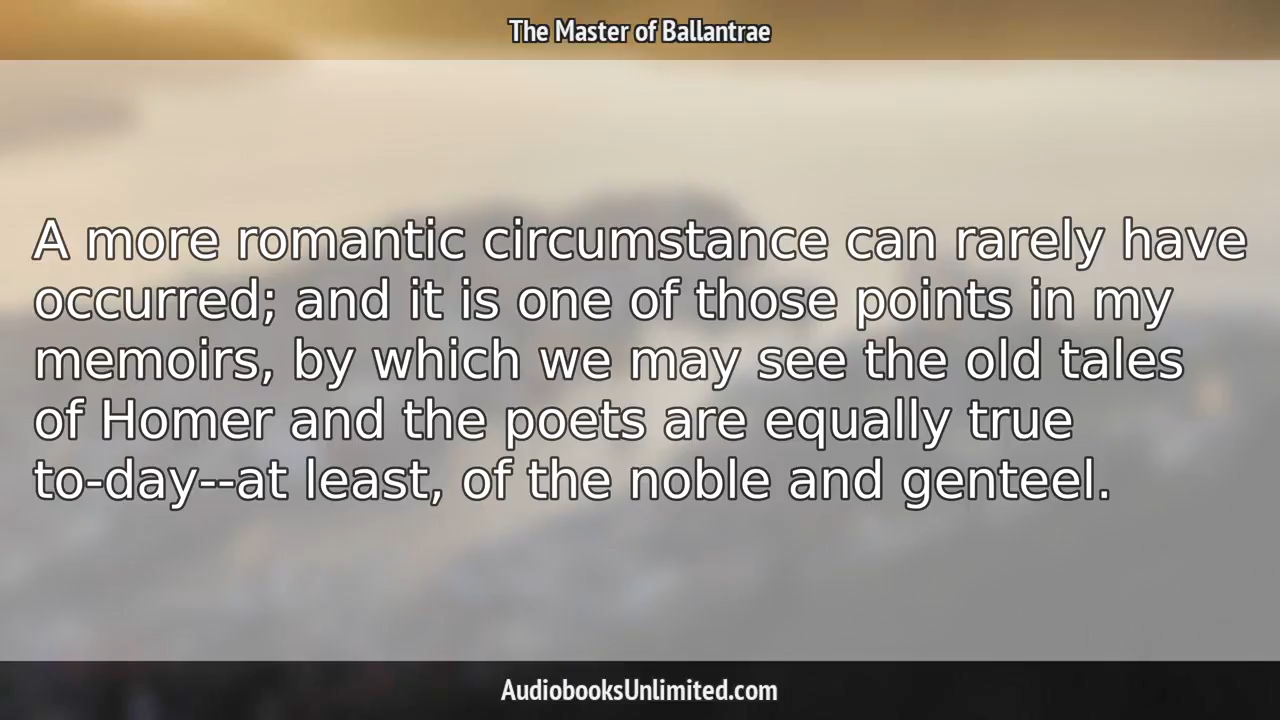 The Master of Ballantrae
A more romantic circumstance can rarely have
occurred; and it is one of those points in my
memoirs, by which we may see the old tales
of Homer and the poets are equally true
to-day--at least, of the noble and genteel.
AudiobooksUnlimited.com